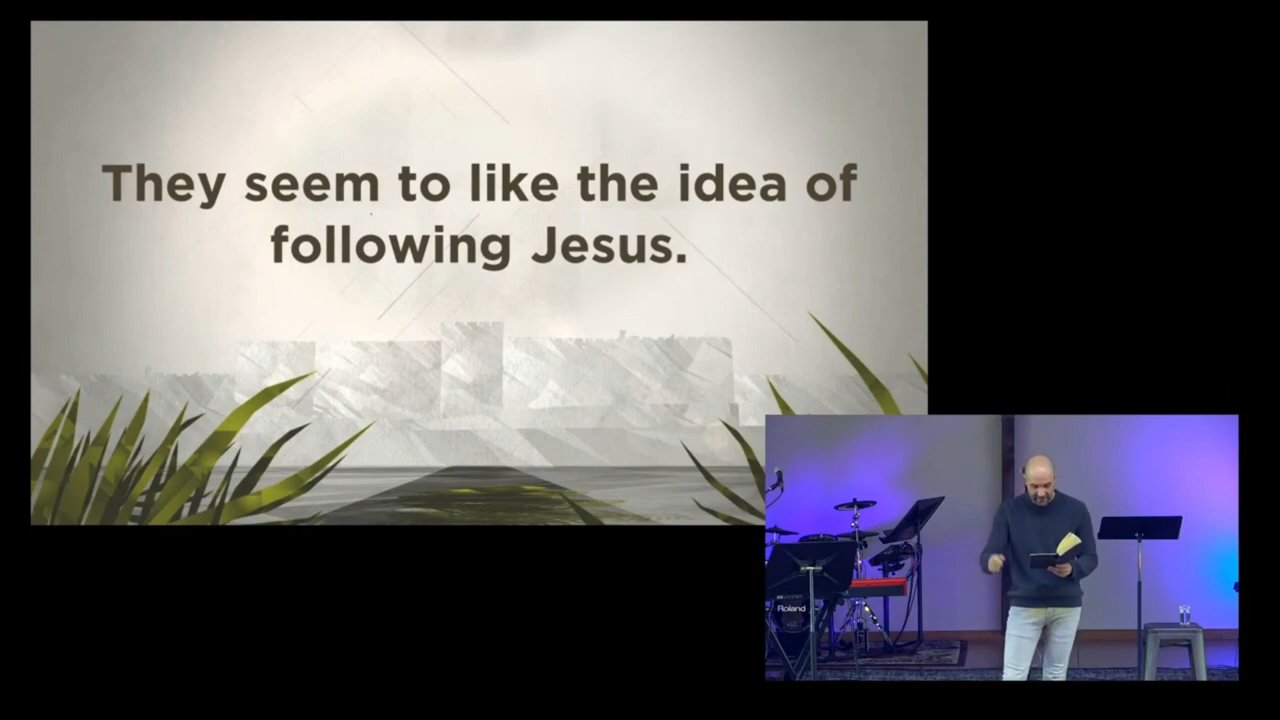 They seem to like the idea of
following Jesus.
Roland